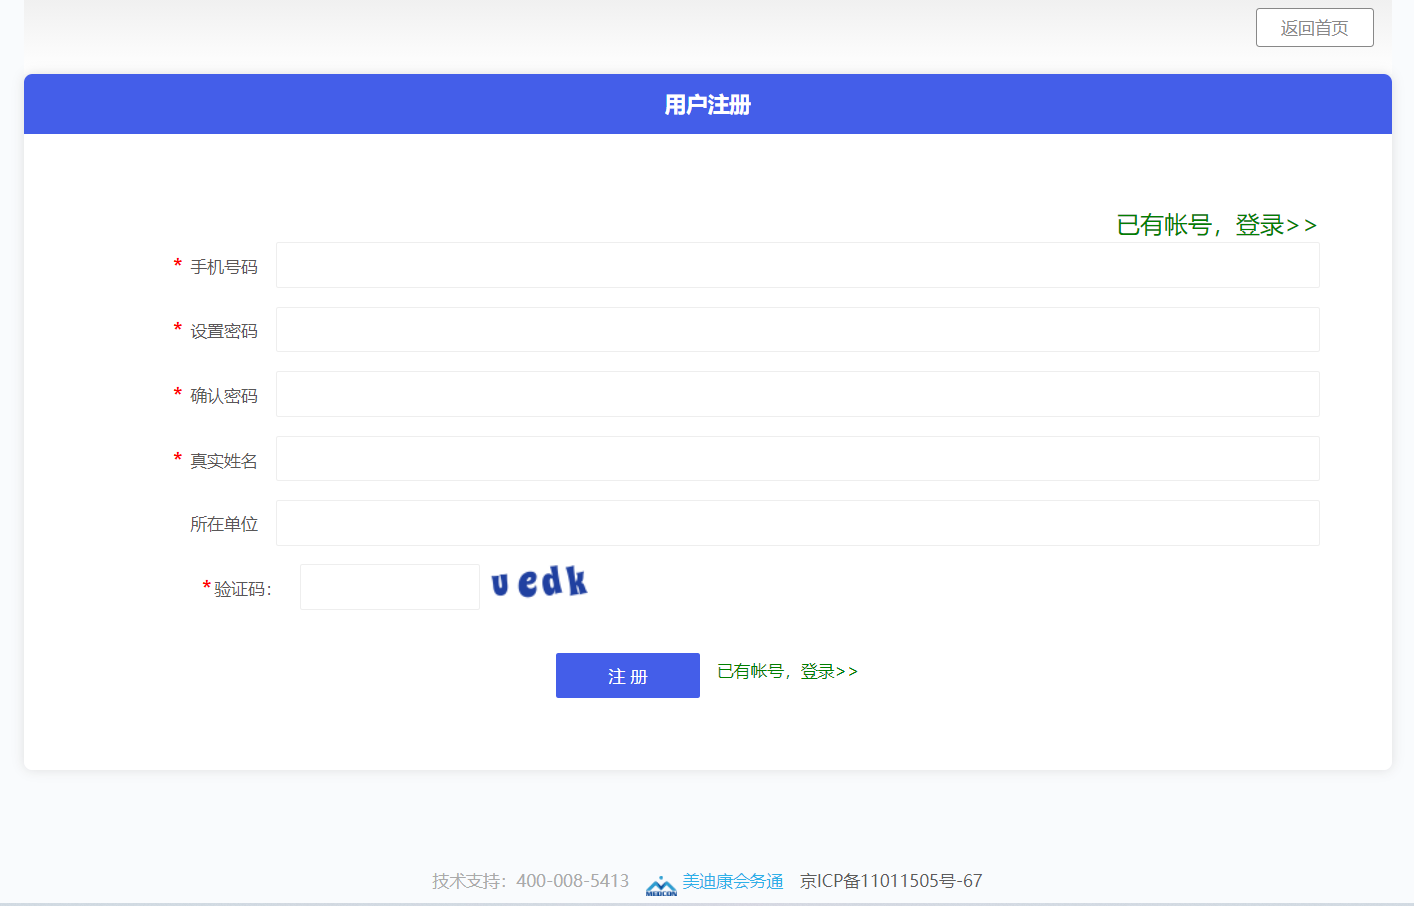 返回首页
用户注册
已有帐号，登录>>
* 手机号码
* 设置密码
* 确认密码
* 真实姓名
所在单位
*验证码：
uedk
注 册 已有帐号，登录>>
技术支持：400-008-5413 MEDCON 美迪康会务通 京ICP备11011505号-67